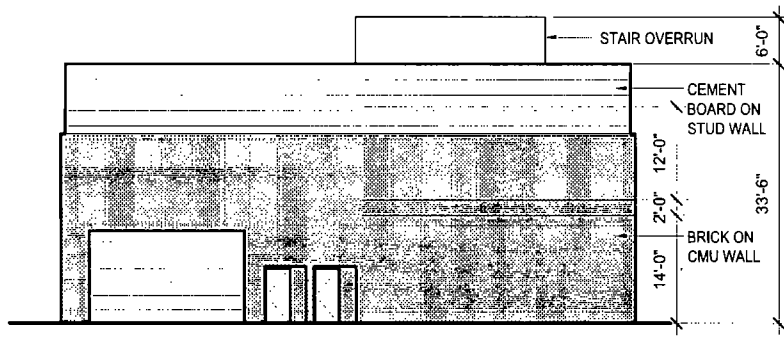 STAIR OVERRUN
6'-0"
CEMENT
BOARD ON
STUD WALL
12'-0"
33'-6"
2'-0"
BRICK ON
CMU WALL
14'-0"